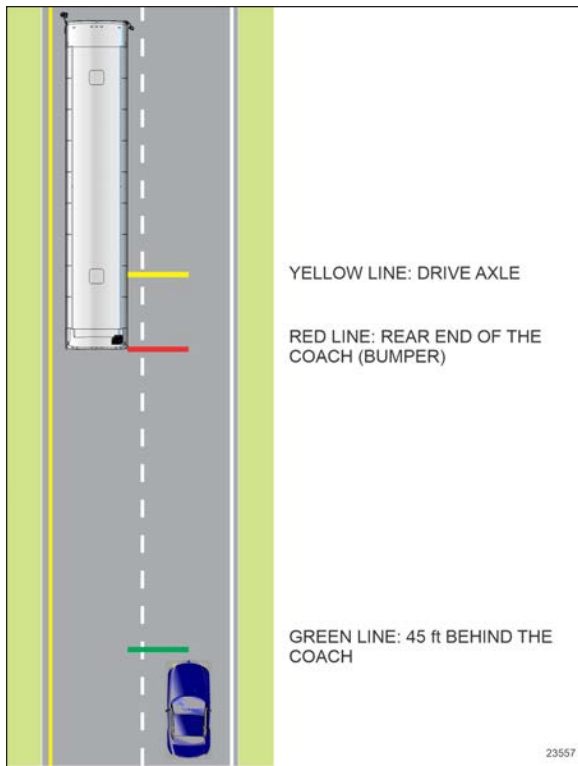 YELLOW LINE: DRIVE AXLE
RED LINE: REAR END OF THE
COACH (BUMPER)
GREEN LINE: 45 ft BEHIND THE
COACH
23557